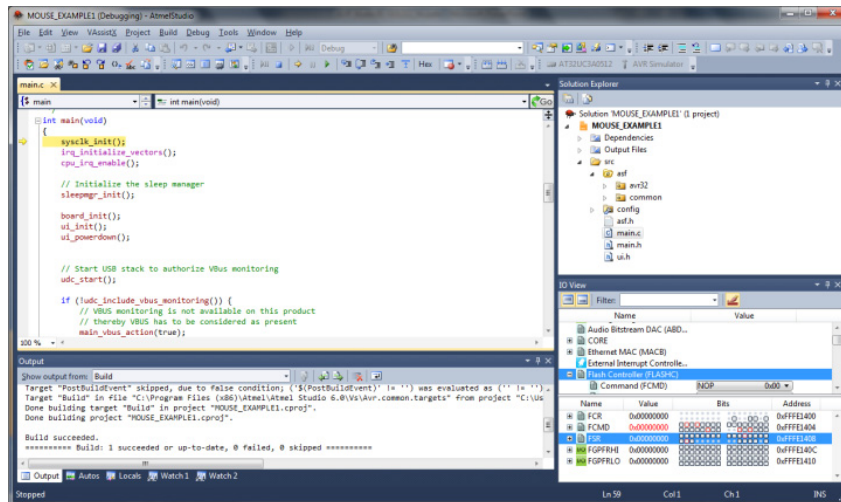 MOUSE_EXAMPLE1 (Debugging) - AtmelStudio
File Edit View VAssistX Project Build Debug Tools Window Help
Debug
Hex
AT32UC3A0512 AVR Simulator
main.c
main
int main(void)
Go
int main(void)
{
sysclk_init();
irq_initialize_vectors();
cpu_irq_enable();
// Initialize the sleep manager
sleepmgr_init();
board_init();
ui_init();
ui_powerdown();
// Start USB stack to authorize VBus monitoring
udc_start();
if (!udc_include_vbus_monitoring()) {
// VBUS monitoring is not available on this product
// thereby VBUS has to be considered as present
main_vbus_action(true);
100 %
Output
Show output from: Build
Target "PostBuildEvent" skipped, due to false condition; ('$(PostBuildEvent)' != '') was evaluated as ('' != '').
Target "Build" in file "C:\Program Files (x86)\Atmel\Atmel Studio 6.0\Vs\Avr.common.targets" from project "C:\Us
Done building target "Build" in project "MOUSE_EXAMPLE1.cproj".
Done building project "MOUSE_EXAMPLE1.cproj".
Build succeeded.
========== Build: 1 succeeded or up-to-date, 0 failed, 0 skipped ==========
Output Autos Locals Watch1 Watch2
Solution Explorer
Solution 'MOUSE_EXAMPLE1' (1 project)
MOUSE_EXAMPLE1
Dependencies
Output Files
src
asf
avr32
common
config
asf.h
main.c
main.h
ui.h
IO View
Filter:
Name Value
Audio Bitstream DAC (ABD...
CORE
Ethernet MAC (MACB)
External Interrupt Controlle...
Flash Controller (FLASHC)
Command (FCMD) NOP 0x00
Name Value Bits Address
FCR 0x00000000 0xFFFE1400
FCMD 0x00000000 0xFFFE1404
FSR 0x00000000 0xFFFE1408
FGPFRHI 0x00000000 0xFFFE140C
FGPFRLO 0x00000000 0xFFFE1410
Stopped Ln 59 Col 1 Ch 1 INS